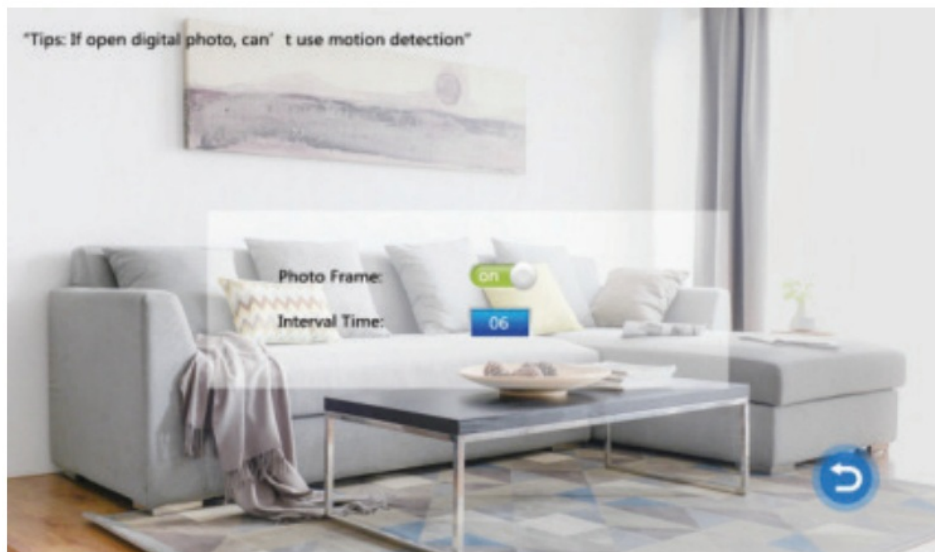 "Tips: If open digital photo, can' t use motion detection"
Photo Frame: on
Interval Time: 06